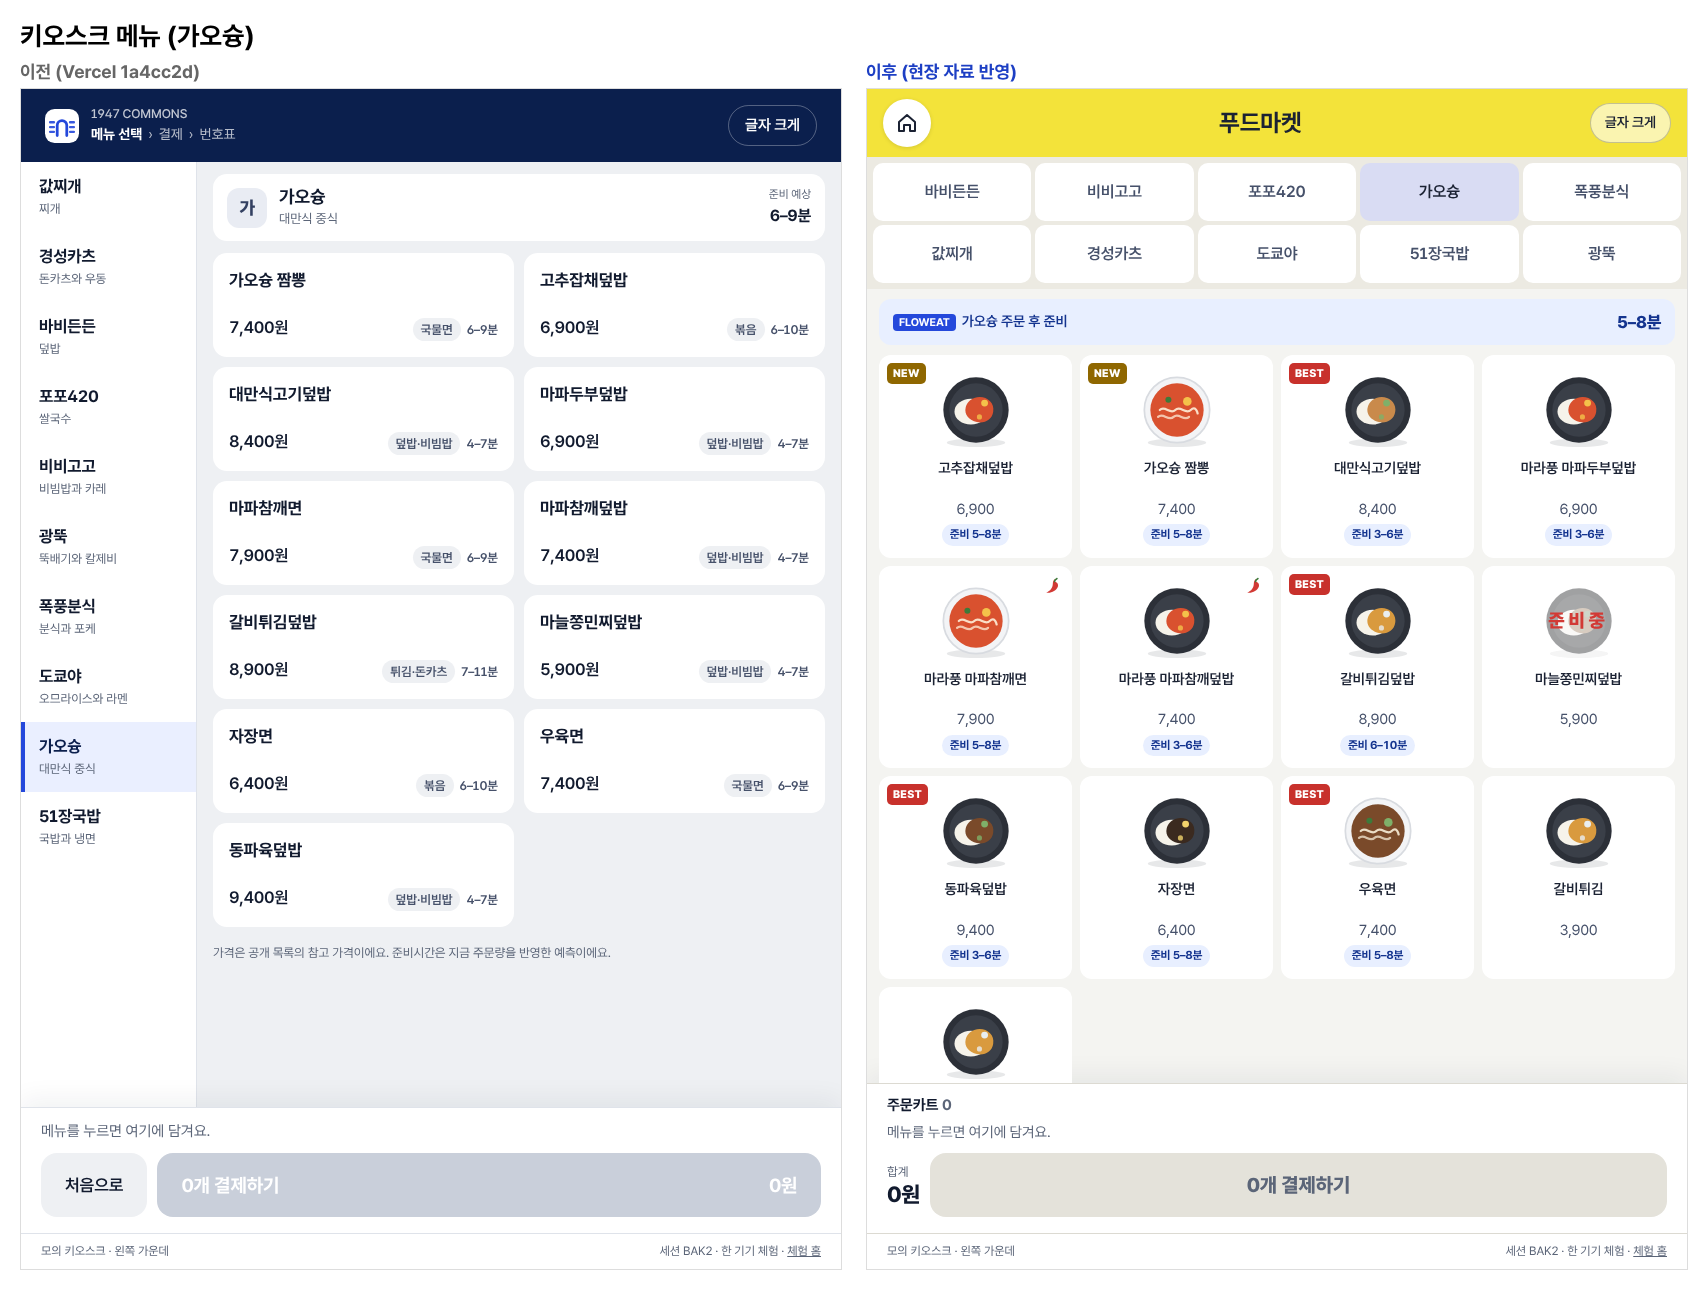 키오스크 메뉴 (가오슝)
이전 (Vercel 1a4cc2d)
1947 COMMONS
메뉴 선택 › 결제 › 번호표
글자 크게
값찌개
찌개
경성카츠
돈카츠와 우동
바비든든
덮밥
포포420
쌀국수
비비고고
비빔밥과 카레
광뚝
뚝배기와 칼제비
폭풍분식
분식과 포케
도쿄야
오므라이스와 라멘
가오슝
대만식 중식
51장국밥
국밥과 냉면
가
가오슝
대만식 중식
준비 예상
6–9분
가오슝 짬뽕
7,400원 국물면 6–9분
고추잡채덮밥
6,900원 볶음 6–10분
대만식고기덮밥
8,400원 덮밥·비빔밥 4–7분
마파두부덮밥
6,900원 덮밥·비빔밥 4–7분
마파참깨면
7,900원 국물면 6–9분
마파참깨덮밥
7,400원 덮밥·비빔밥 4–7분
갈비튀김덮밥
8,900원 튀김·돈카츠 7–11분
마늘쫑민찌덮밥
5,900원 덮밥·비빔밥 4–7분
자장면
6,400원 볶음 6–10분
우육면
7,400원 국물면 6–9분
동파육덮밥
9,400원 덮밥·비빔밥 4–7분
가격은 공개 목록의 참고 가격이에요. 준비시간은 지금 주문량을 반영한 예측이에요.
메뉴를 누르면 여기에 담겨요.
처음으로
0개 결제하기 0원
모의 키오스크 · 왼쪽 가운데
세션 BAK2 · 한 기기 체험 · 체험 홈
이후 (현장 자료 반영)
푸드마켓
글자 크게
바비든든 비비고고 포포420 가오슝 폭풍분식
값찌개 경성카츠 도쿄야 51장국밥 광뚝
FLOWEAT 가오슝 주문 후 준비 5–8분
NEW
고추잡채덮밥
6,900
준비 5–8분
NEW
가오슝 짬뽕
7,400
준비 5–8분
BEST
대만식고기덮밥
8,400
준비 3–6분
마라풍 마파두부덮밥
6,900
준비 3–6분
마라풍 마파참깨면
7,900
준비 5–8분
마라풍 마파참깨덮밥
7,400
준비 3–6분
BEST
갈비튀김덮밥
8,900
준비 6–10분
준비중
마늘쫑민찌덮밥
5,900
BEST
동파육덮밥
9,400
준비 3–6분
자장면
6,400
준비 5–8분
BEST
우육면
7,400
준비 5–8분
갈비튀김
3,900
주문카트 0
메뉴를 누르면 여기에 담겨요.
합계
0원
0개 결제하기
모의 키오스크 · 왼쪽 가운데
세션 BAK2 · 한 기기 체험 · 체험 홈